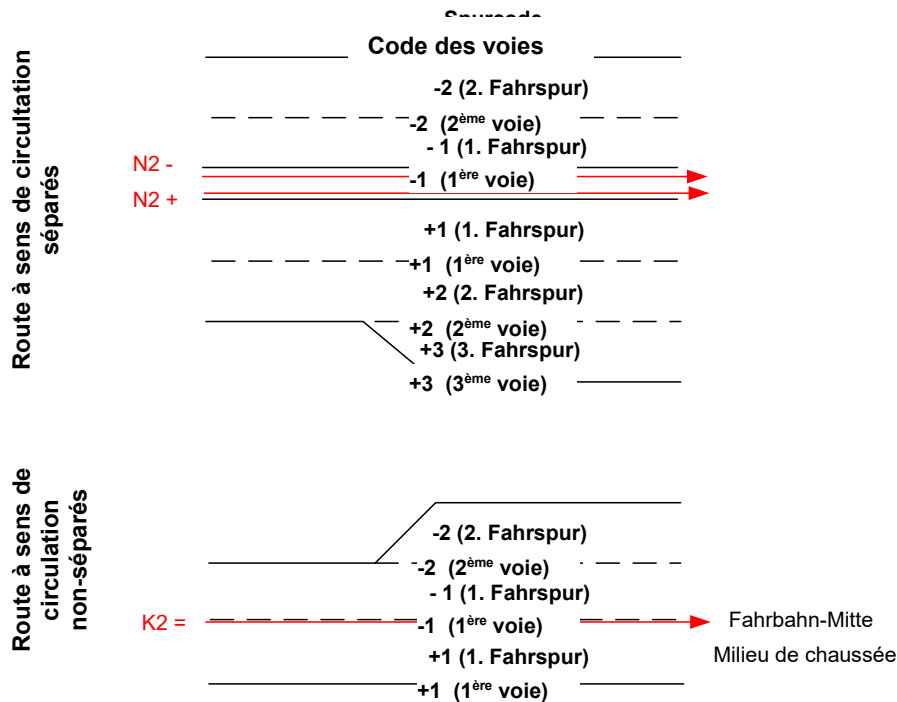 Spurcode
Code des voies
Route à sens de circultation
séparés
-2 (2. Fahrspur)
-2 (2ème voie)
- 1 (1. Fahrspur)
N2 -
-1 (1ère voie)
N2 +
+1 (1. Fahrspur)
+1 (1ère voie)
+2 (2. Fahrspur)
+2 (2ème voie)
+3 (3. Fahrspur)
+3 (3ème voie)
Route à sens de
circulation
non-séparés
-2 (2. Fahrspur)
-2 (2ème voie)
- 1 (1. Fahrspur)
K2 =
-1 (1ère voie)
Fahrbahn-Mitte
+1 (1. Fahrspur)
Milieu de chaussée
+1 (1ère voie)